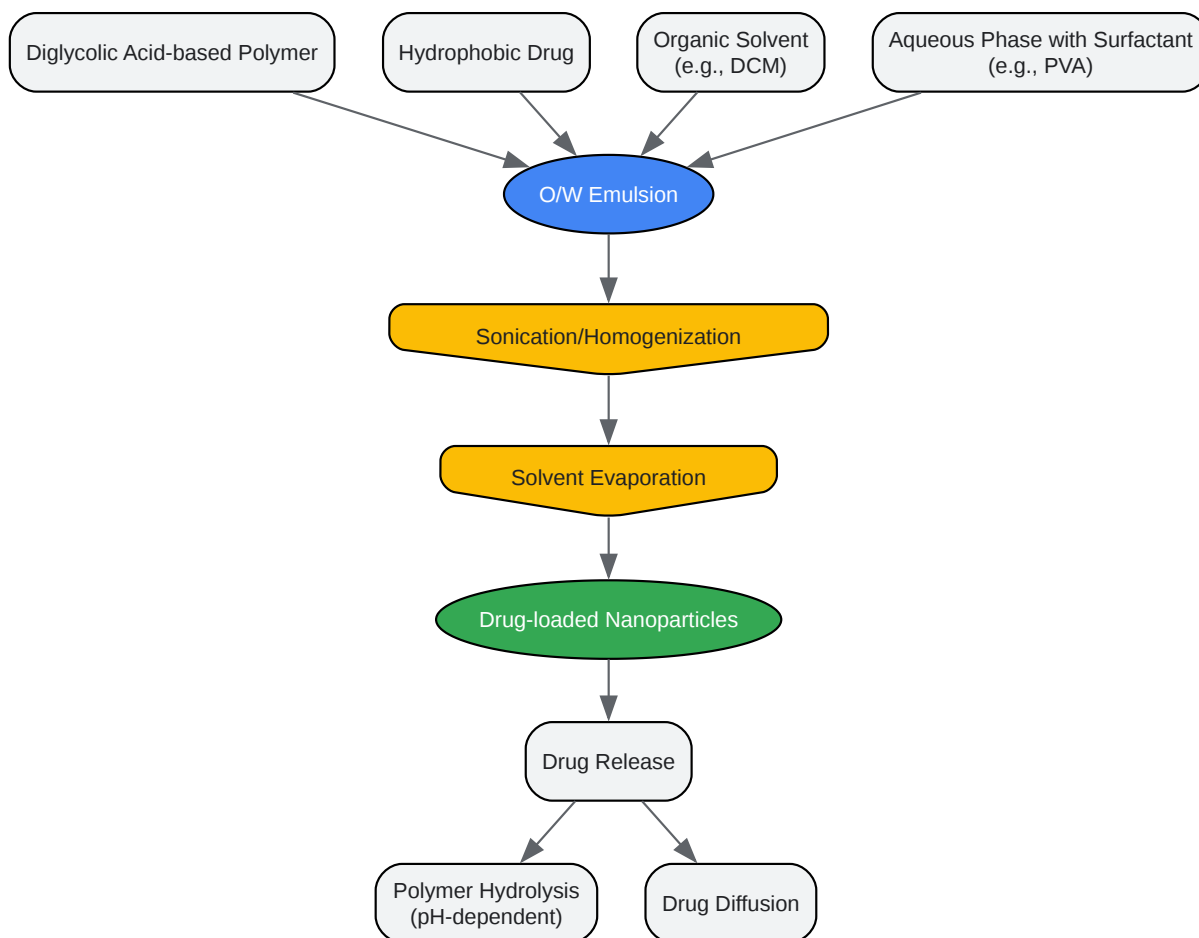 Diglycolic Acid-based Polymer
Hydrophobic Drug
Organic Solvent
(e.g., DCM)
Aqueous Phase with Surfactant
(e.g., PVA)
O/W Emulsion
Sonication/Homogenization
Solvent Evaporation
Drug-loaded Nanoparticles
Drug Release
Polymer Hydrolysis
(pH-dependent)
Drug Diffusion